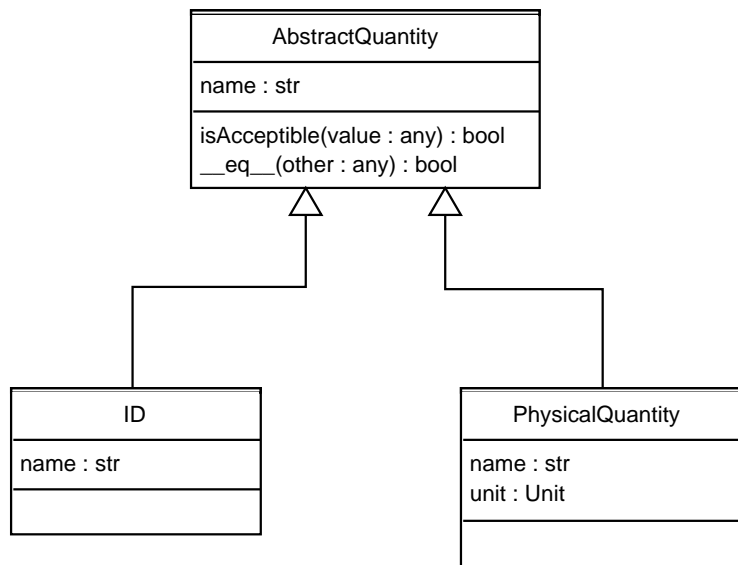 AbstractQuantity
name : str
isAcceptible(value : any) : bool
__eq__(other : any) : bool
ID
name : str
PhysicalQuantity
name : str
unit : Unit